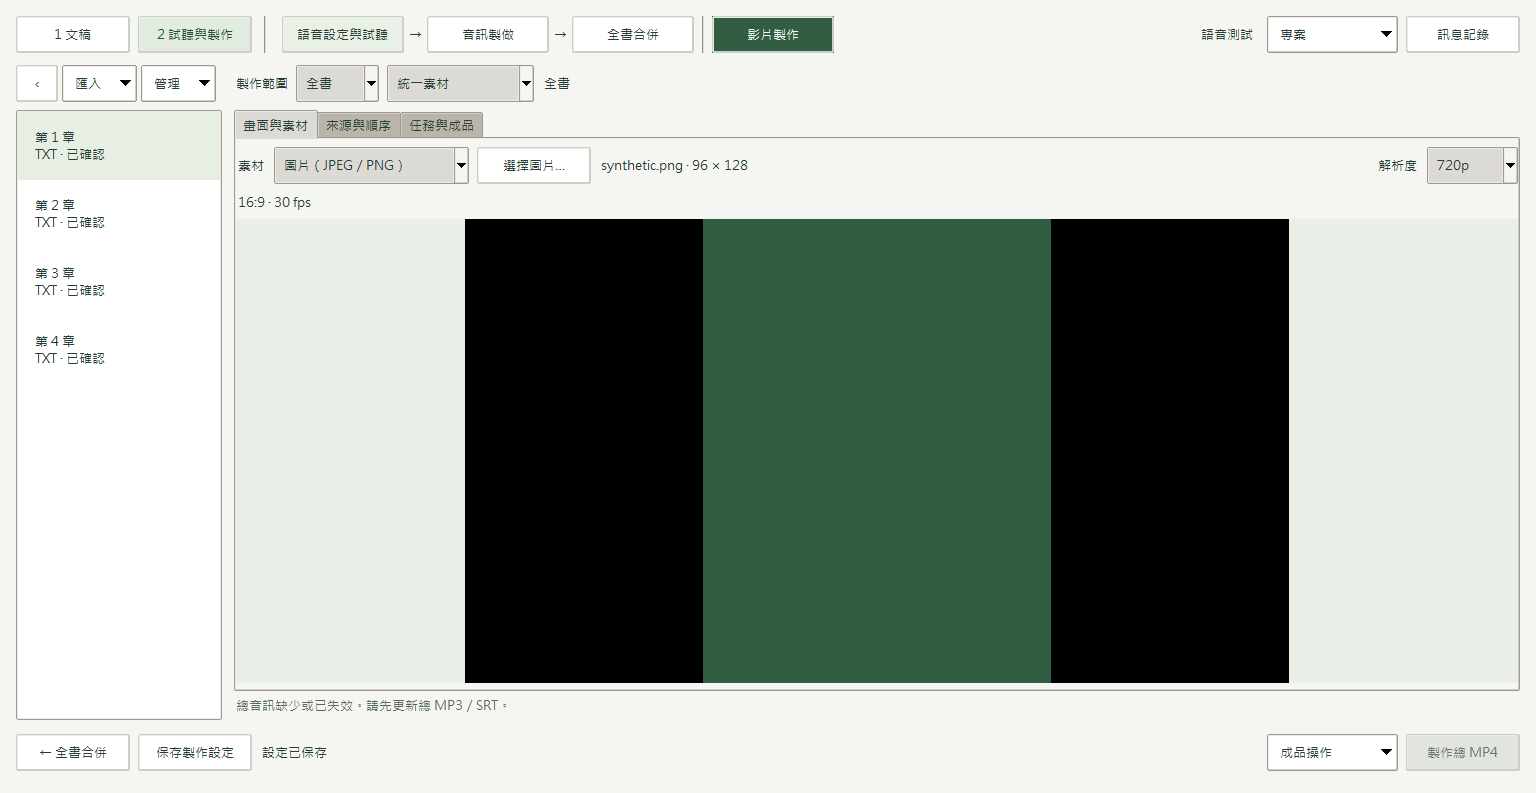 1 文稿 2 試聽與製作 語音設定與試聽 → 音訊製做 → 全書合併 影片製作 語音測試 專案 訊息記錄
‹ 匯入 管理 製作範圍 全書 統一素材 全書
第 1 章
TXT · 已確認
第 2 章
TXT · 已確認
第 3 章
TXT · 已確認
第 4 章
TXT · 已確認
畫面與素材 來源與順序 任務與成品
素材 圖片 ( JPEG / PNG ) 選擇圖片... synthetic.png · 96 × 128 解析度 720p
16:9 · 30 fps
總音訊缺少或已失效。請先更新總 MP3 / SRT。
← 全書合併 保存製作設定 設定已保存 成品操作 製作總 MP4